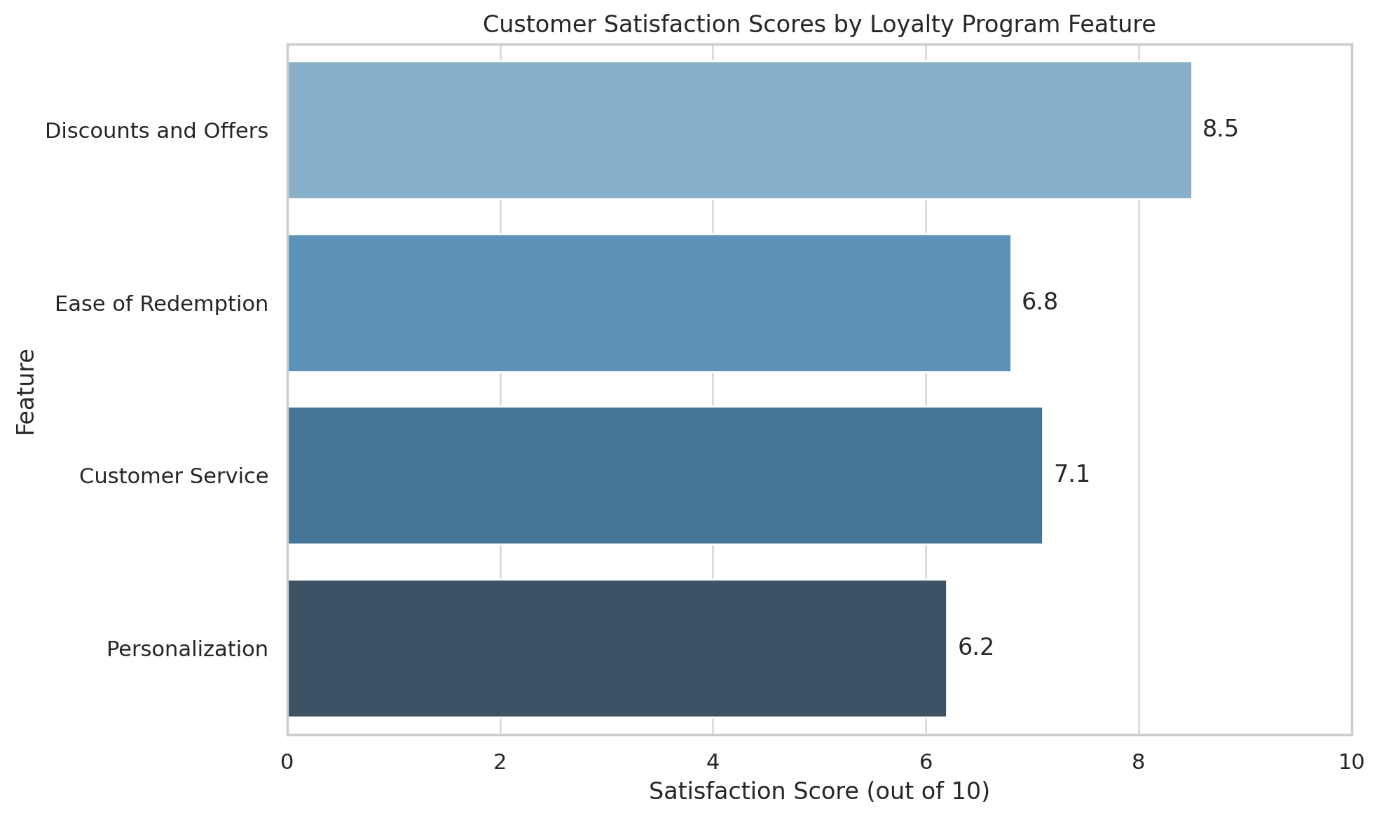 Customer Satisfaction Scores by Loyalty Program Feature
Discounts and Offers
8.5
Ease of Redemption
6.8
Customer Service
7.1
Personalization
6.2
Feature
0 2 4 6 8 10
Satisfaction Score (out of 10)